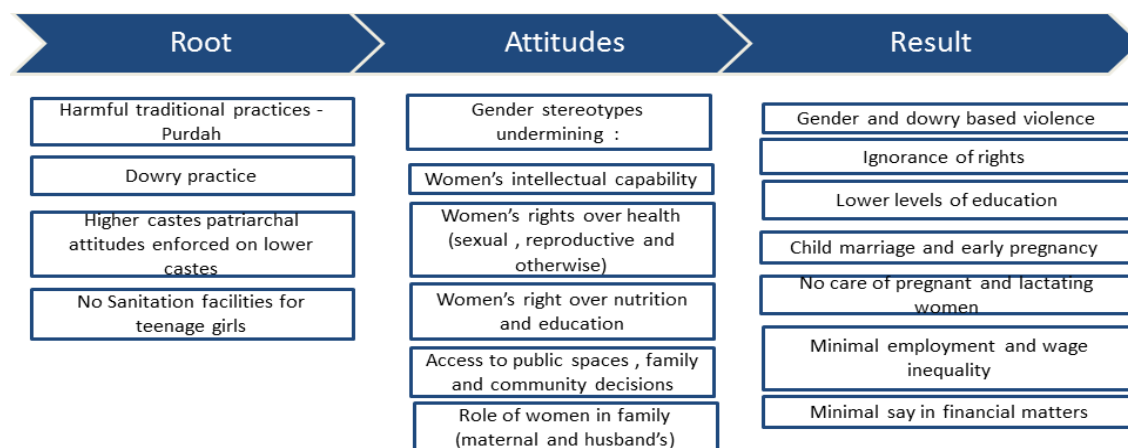 Root
Attitudes
Result
Harmful traditional practices -
Purdah
Dowry practice
Higher castes patriarchal
attitudes enforced on lower
castes
No Sanitation facilities for
teenage girls
Gender stereotypes
undermining :
Women's intellectual capability
Women's rights over health
(sexual , reproductive and
otherwise)
Women's right over nutrition
and education
Access to public spaces , family
and community decisions
Role of women in family
(maternal and husband's)
Gender and dowry based violence
Ignorance of rights
Lower levels of education
Child marriage and early pregnancy
No care of pregnant and lactating
women
Minimal employment and wage
inequality
Minimal say in financial matters